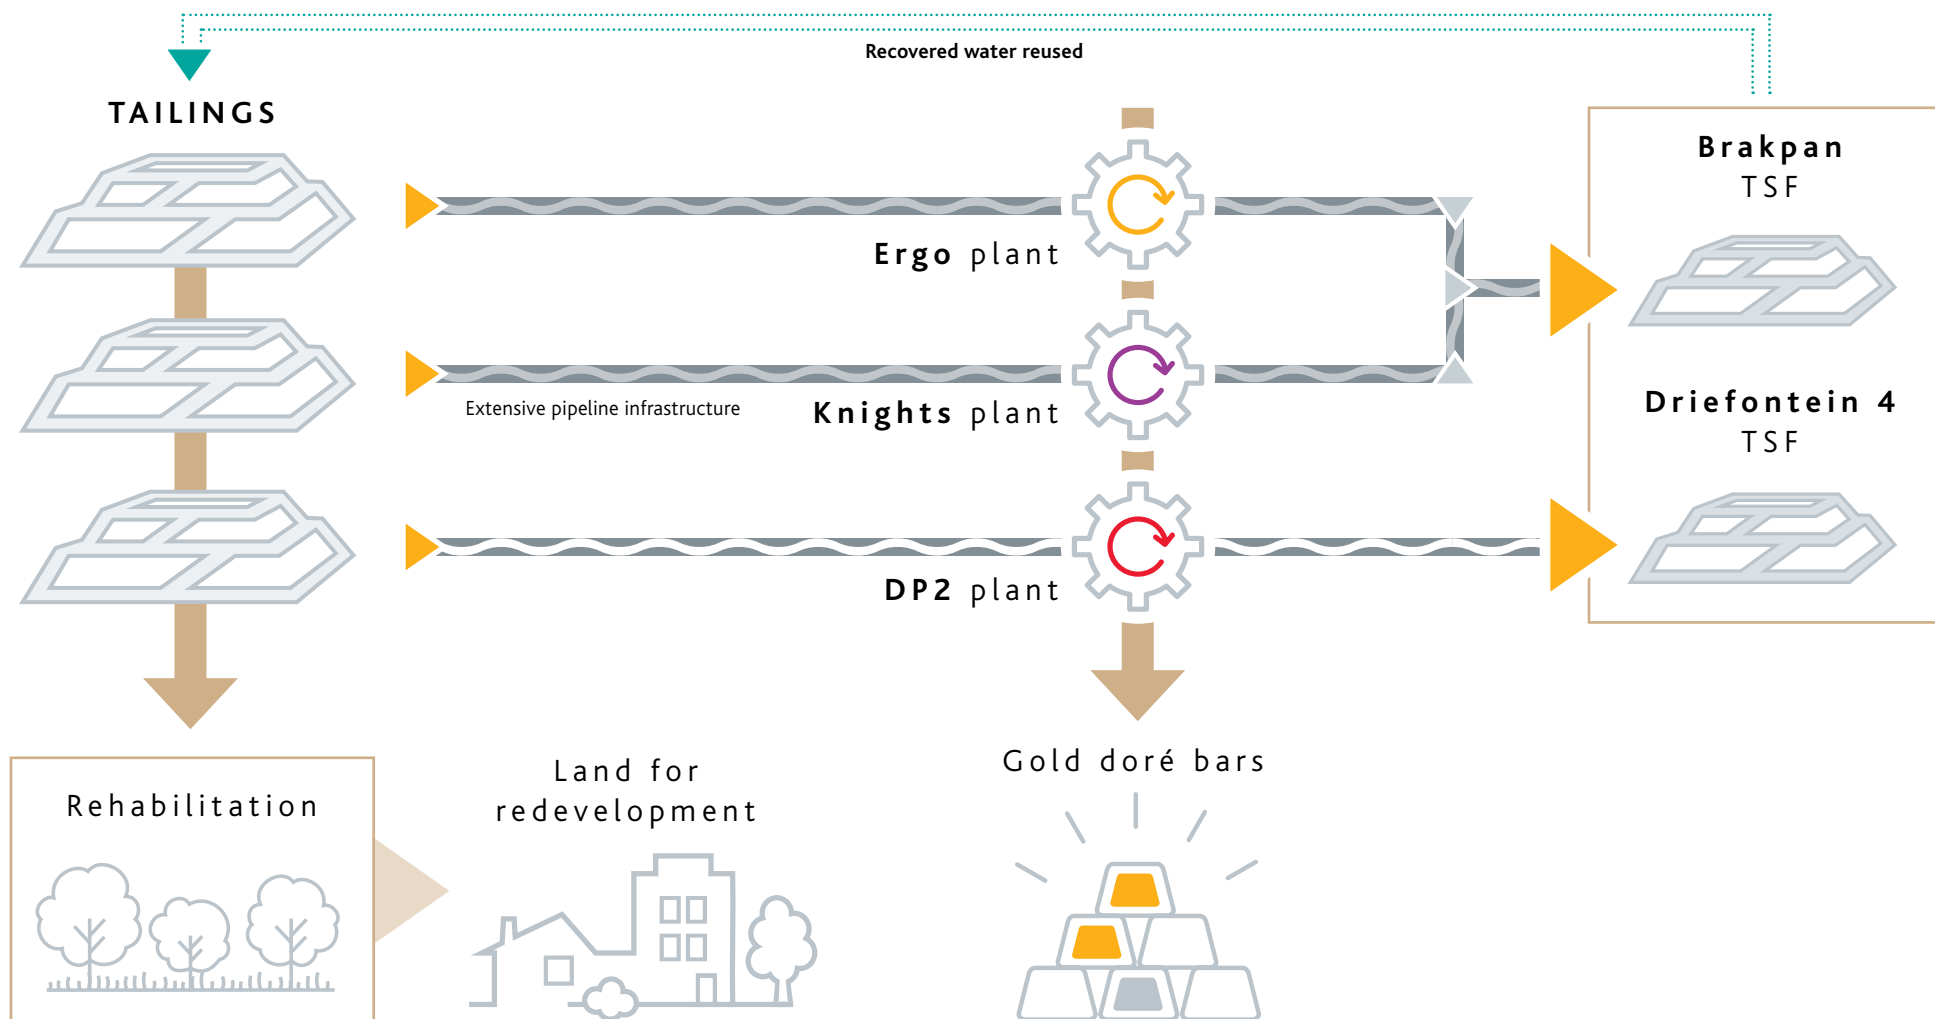 Recovered water reused
TAILINGS
Brakpan
TSF
Ergo plant
Extensive pipeline infrastructure
Knights plant
Driefontein 4
TSF
DP2 plant
Rehabilitation
Land for
redevelopment
Gold doré bars